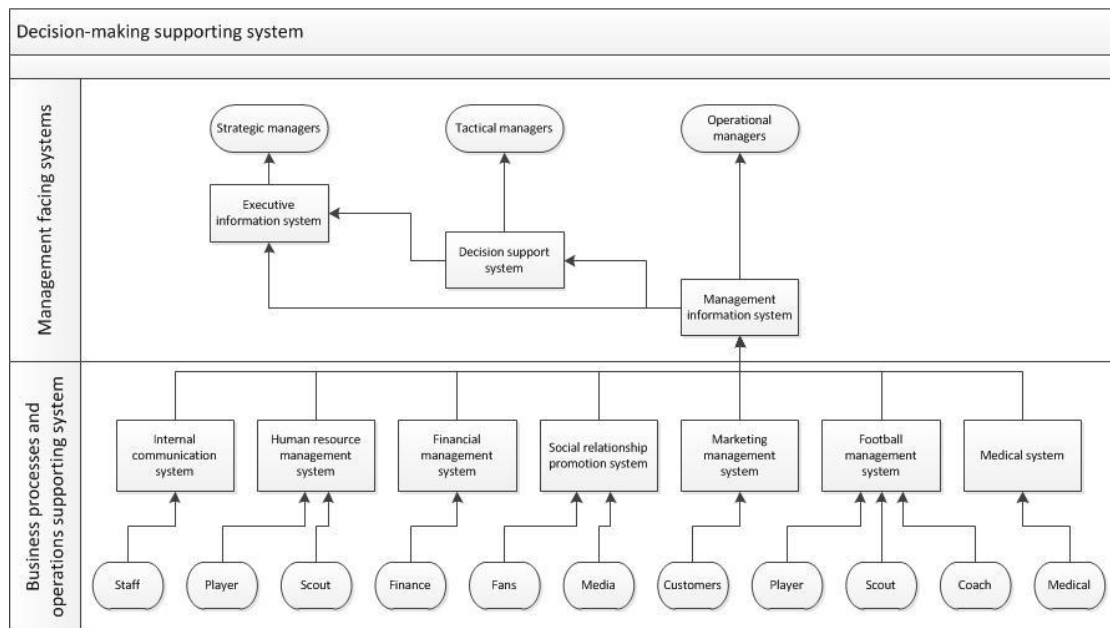 Decision-making supporting system
Management facing systems
Strategic managers
Tactical managers
Operational
managers
Executive
information system
Decision support
system
Management
information system
Business processes and
operations supporting system
Internal
communication
system
Human resource
management
system
Financial
management
system
Social relationship
promotion system
Marketing
management
system
Football
management
system
Medical system
Staff
Player
Scout
Finance
Fans
Media
Customers
Player
Scout
Coach
Medical